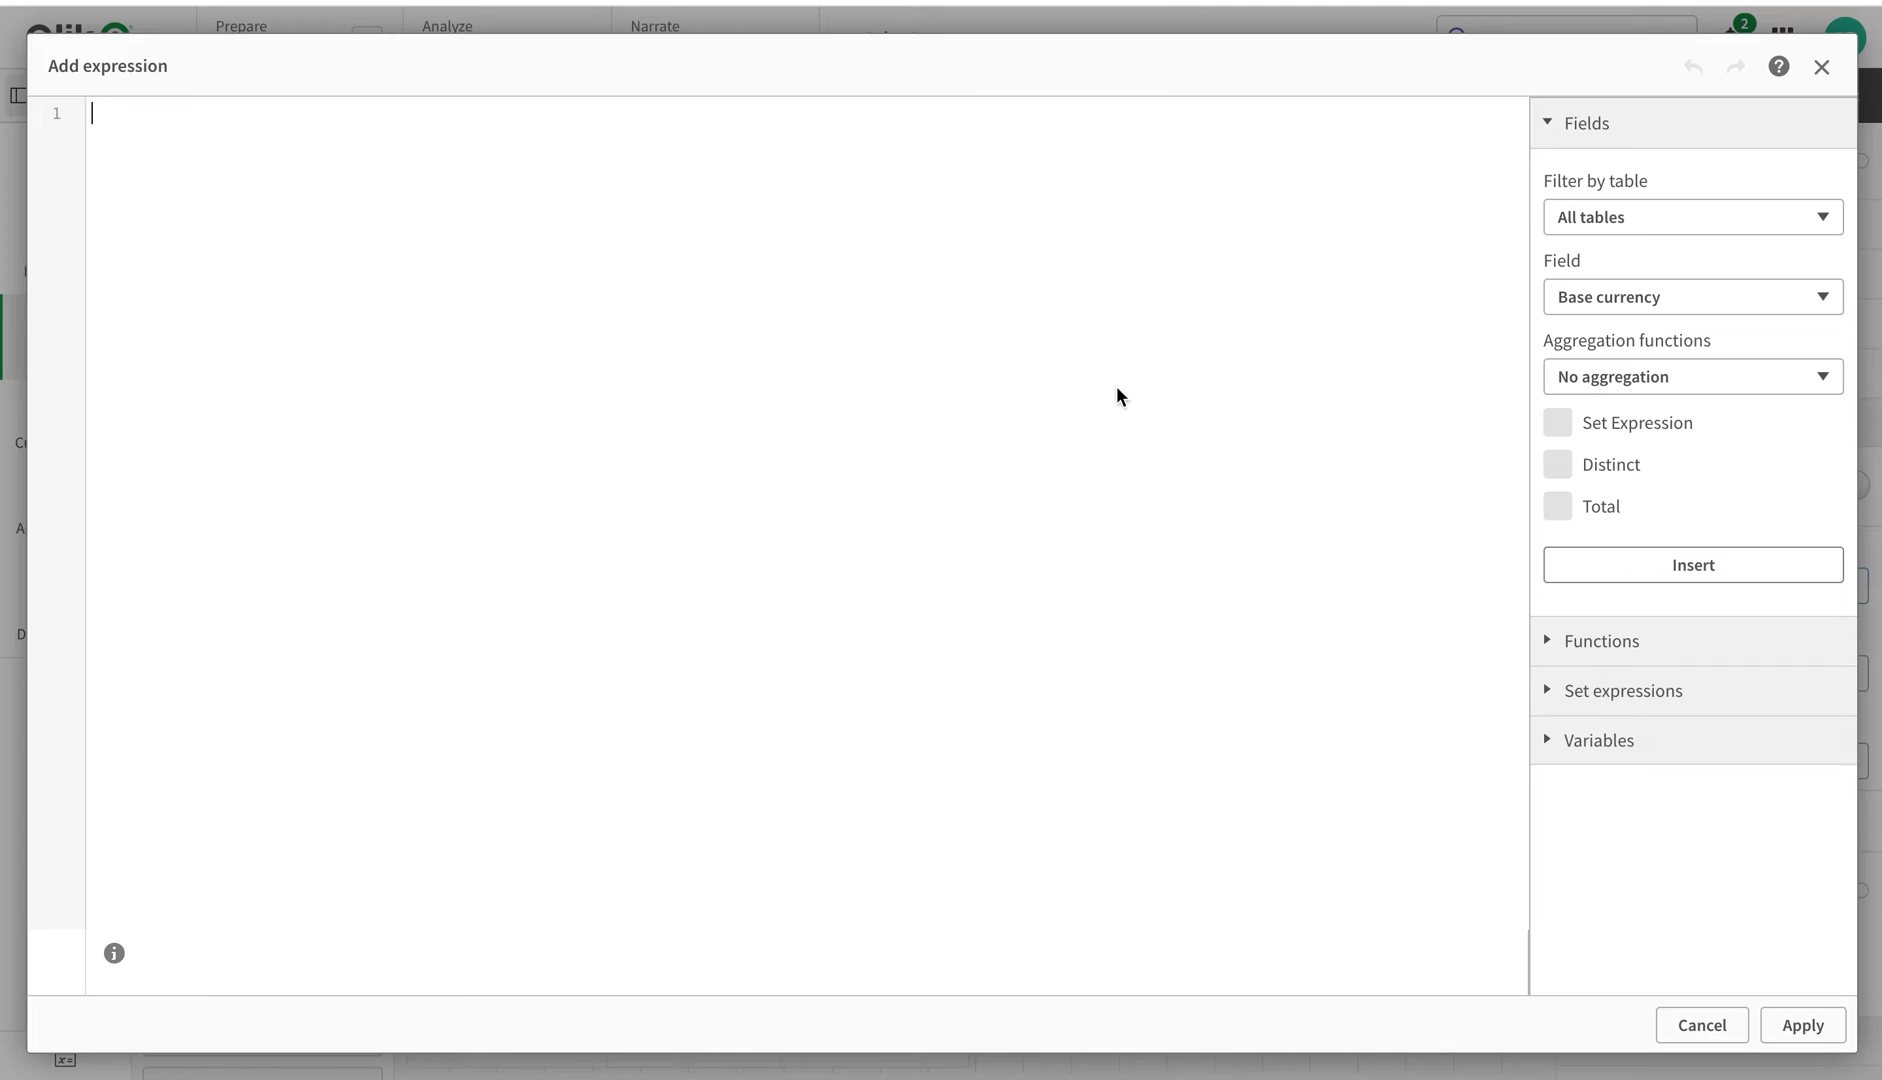 Prepare
Analyze
Narrate
2
Add expression
?
1
Fields
Filter by table
All tables
Field
Base currency
Aggregation functions
No aggregation
Set Expression
Distinct
Total
Insert
Functions
Set expressions
Variables
i
Cancel
Apply
x=